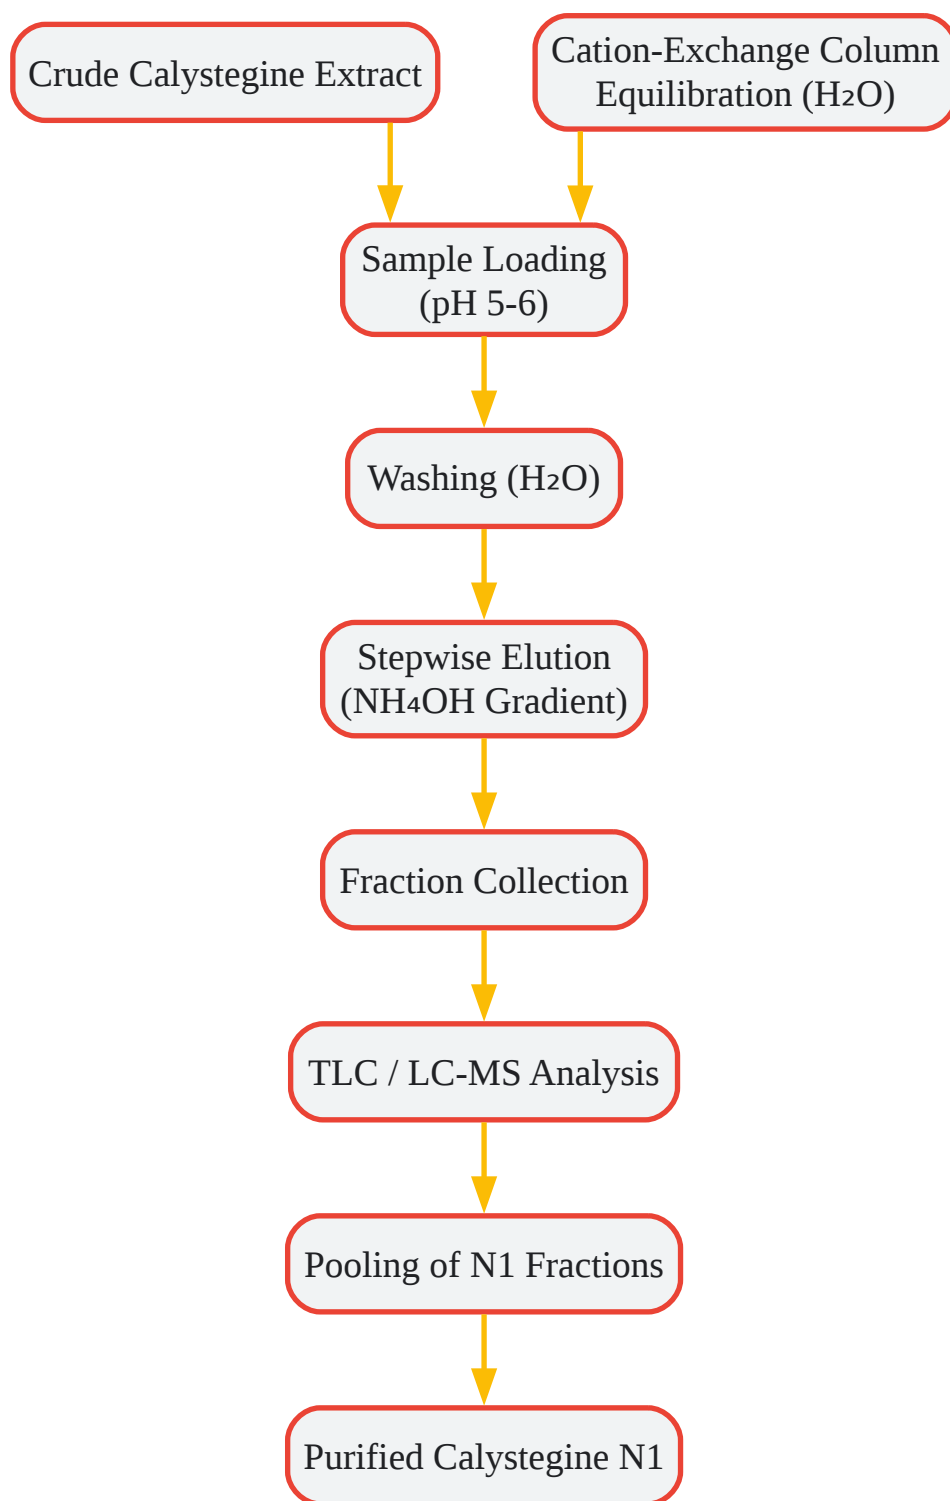 Crude Calystegine Extract
Cation-Exchange Column
Equilibration (H₂O)
Sample Loading
(pH 5-6)
Washing (H₂O)
Stepwise Elution
(NH₄OH Gradient)
Fraction Collection
TLC / LC-MS Analysis
Pooling of N1 Fractions
Purified Calystegine N1